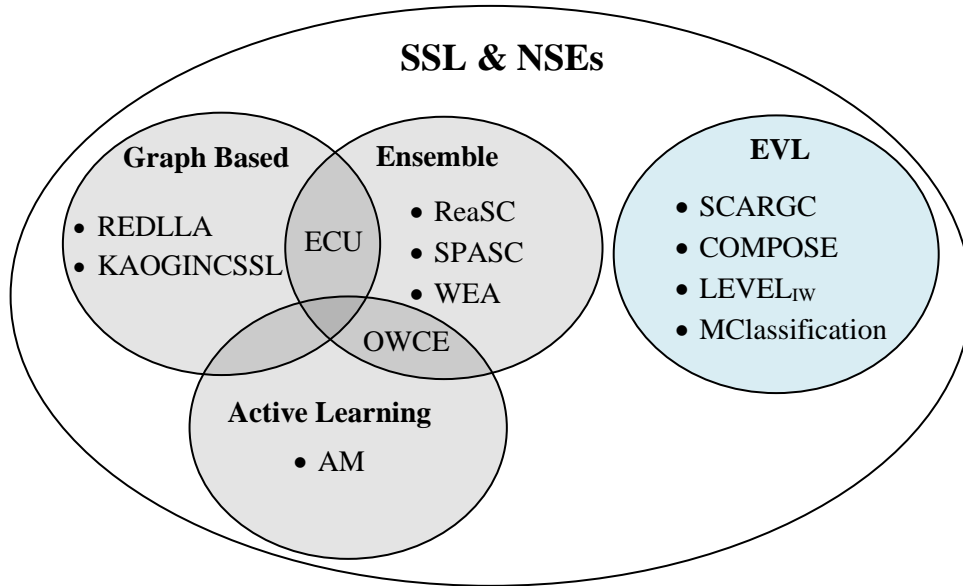 SSL & NSEs
Graph Based
• REDLLA
• KAOGINCSSL
ECU
Ensemble
• ReaSC
• SPASC
• WEA
OWCE
Active Learning
• AM
EVL
• SCARGC
• COMPOSE
• LEVELIW
• MClassification